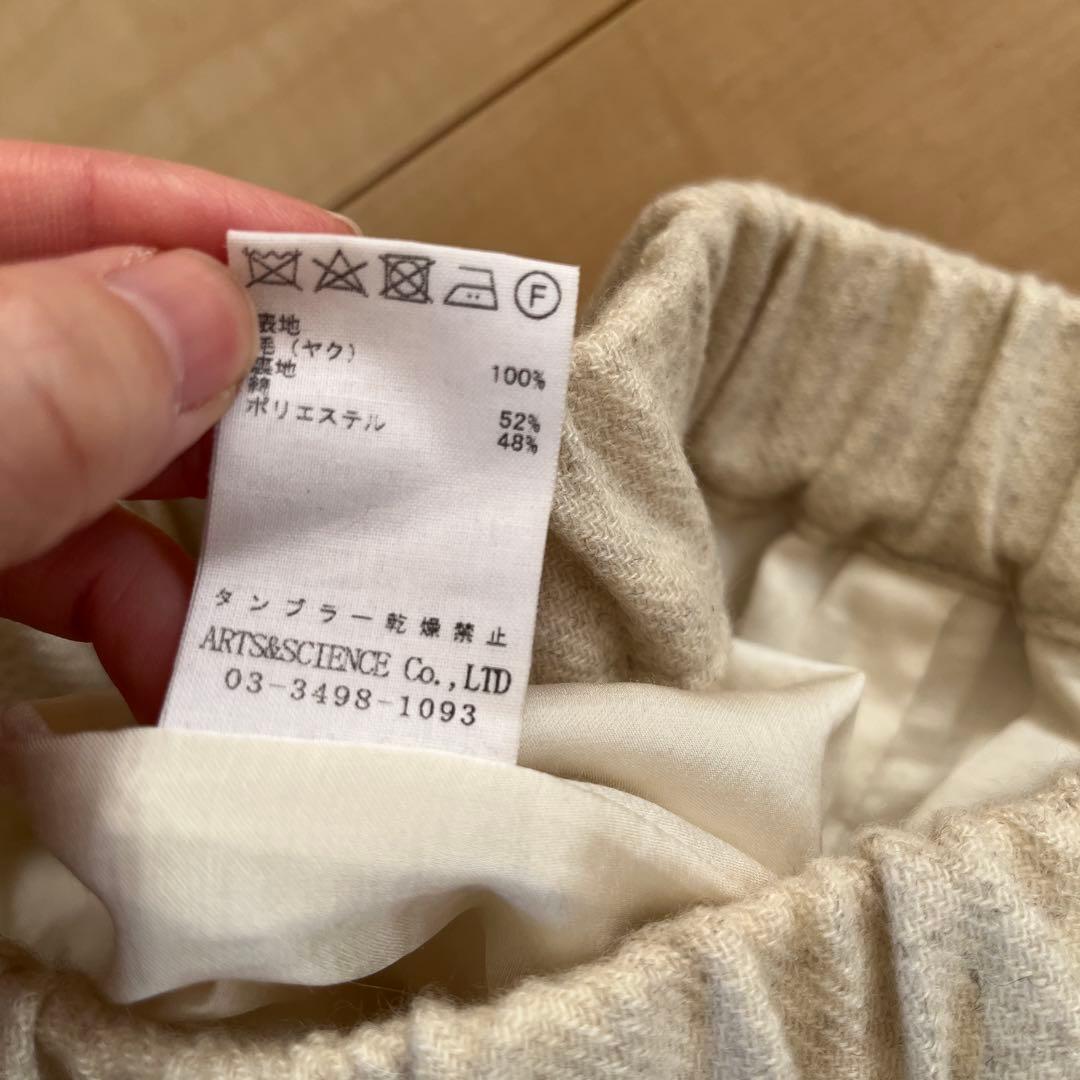 F
表地
毛(ヤク)
100%
裏地
綿
52%
ポリエステル
48%
タンブラー乾燥禁止
ARTS&SCIENCE Co.,LTD
03-3498-1093